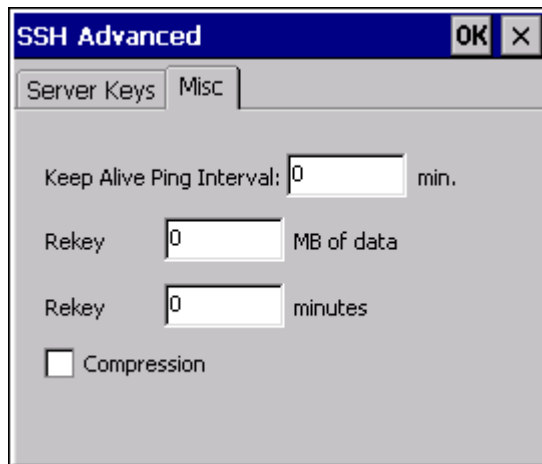 SSH Advanced OK ×
Server Keys Misc
Keep Alive Ping Interval: 0 min.
Rekey 0 MB of data
Rekey 0 minutes
Compression